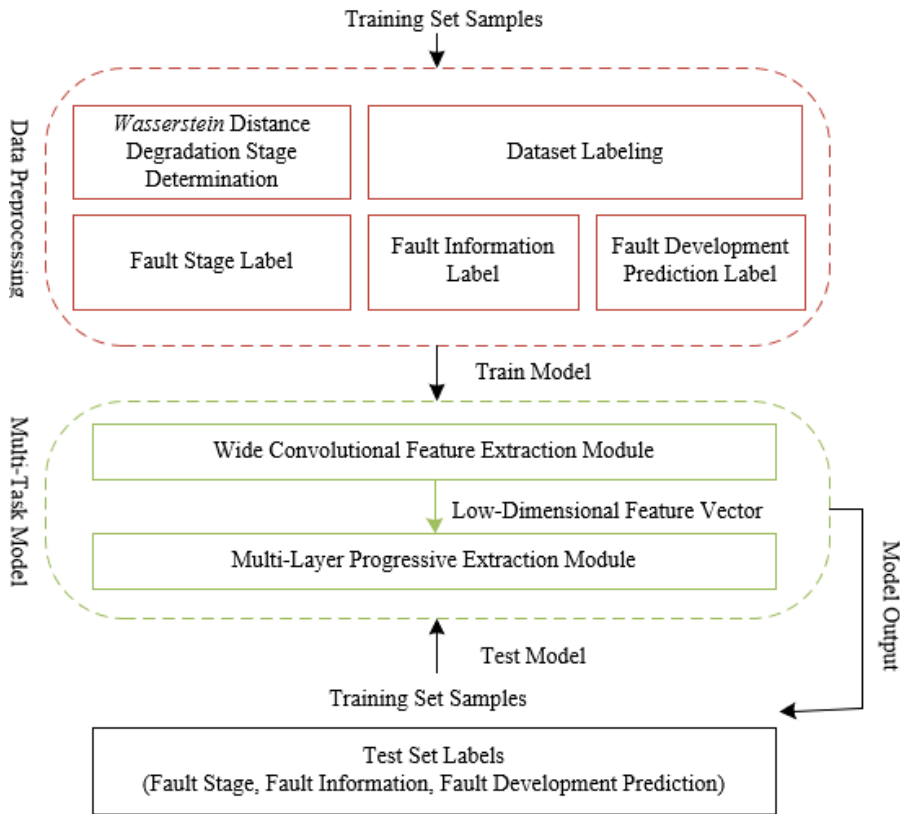 Training Set Samples
Data Preprocessing
Wasserstein Distance
Degradation Stage
Determination
Dataset Labeling
Fault Stage Label
Fault Information
Label
Fault Development
Prediction Label
Train Model
Multi-Task Model
Wide Convolutional Feature Extraction Module
Low-Dimensional Feature Vector
Multi-Layer Progressive Extraction Module
Model Output
Test Model
Training Set Samples
Test Set Labels
(Fault Stage, Fault Information, Fault Development Prediction)